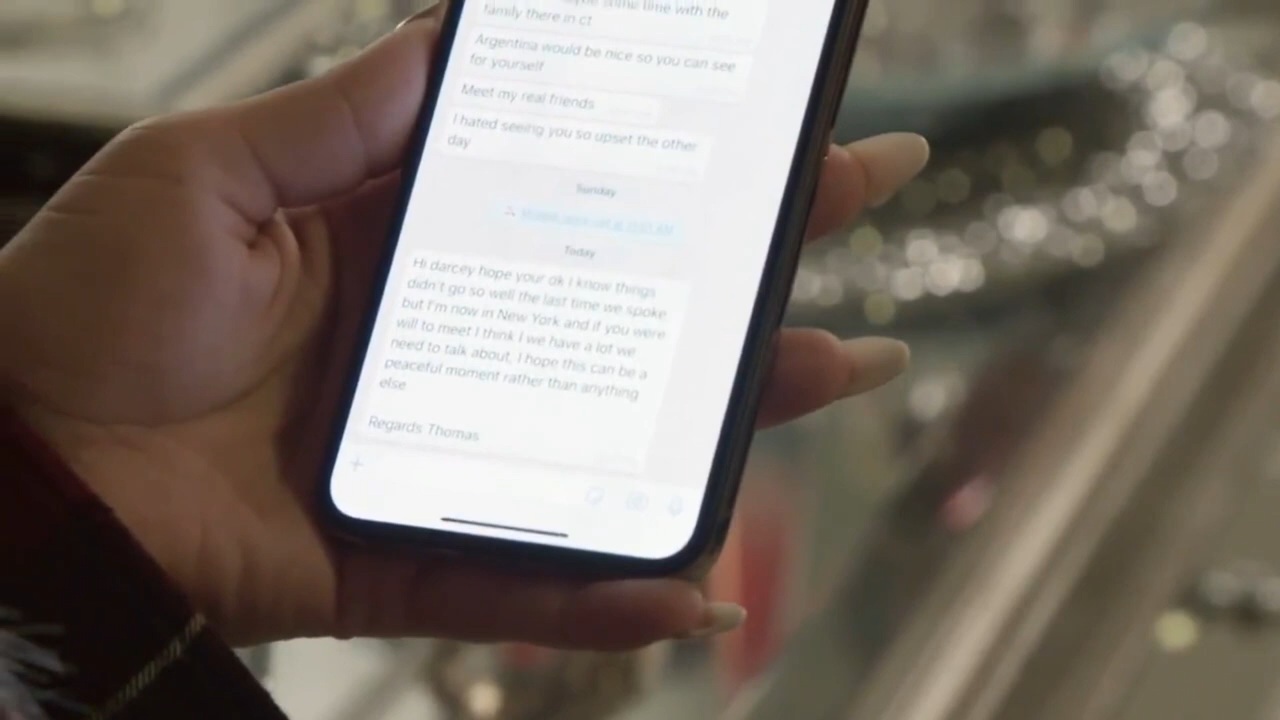 some time with the
family there in ct
Argentina would be nice so you can see
for yourself
Meet my real friends
I hated seeing you so upset the other
day
Sunday
Today
Hi darcey hope your ok I know things
didn't go so well the last time we spoke
but I'm now in New York and if you were
will to meet I think I we have a lot we
need to talk about. I hope this can be a
peaceful moment rather than anything
else
Regards Thomas